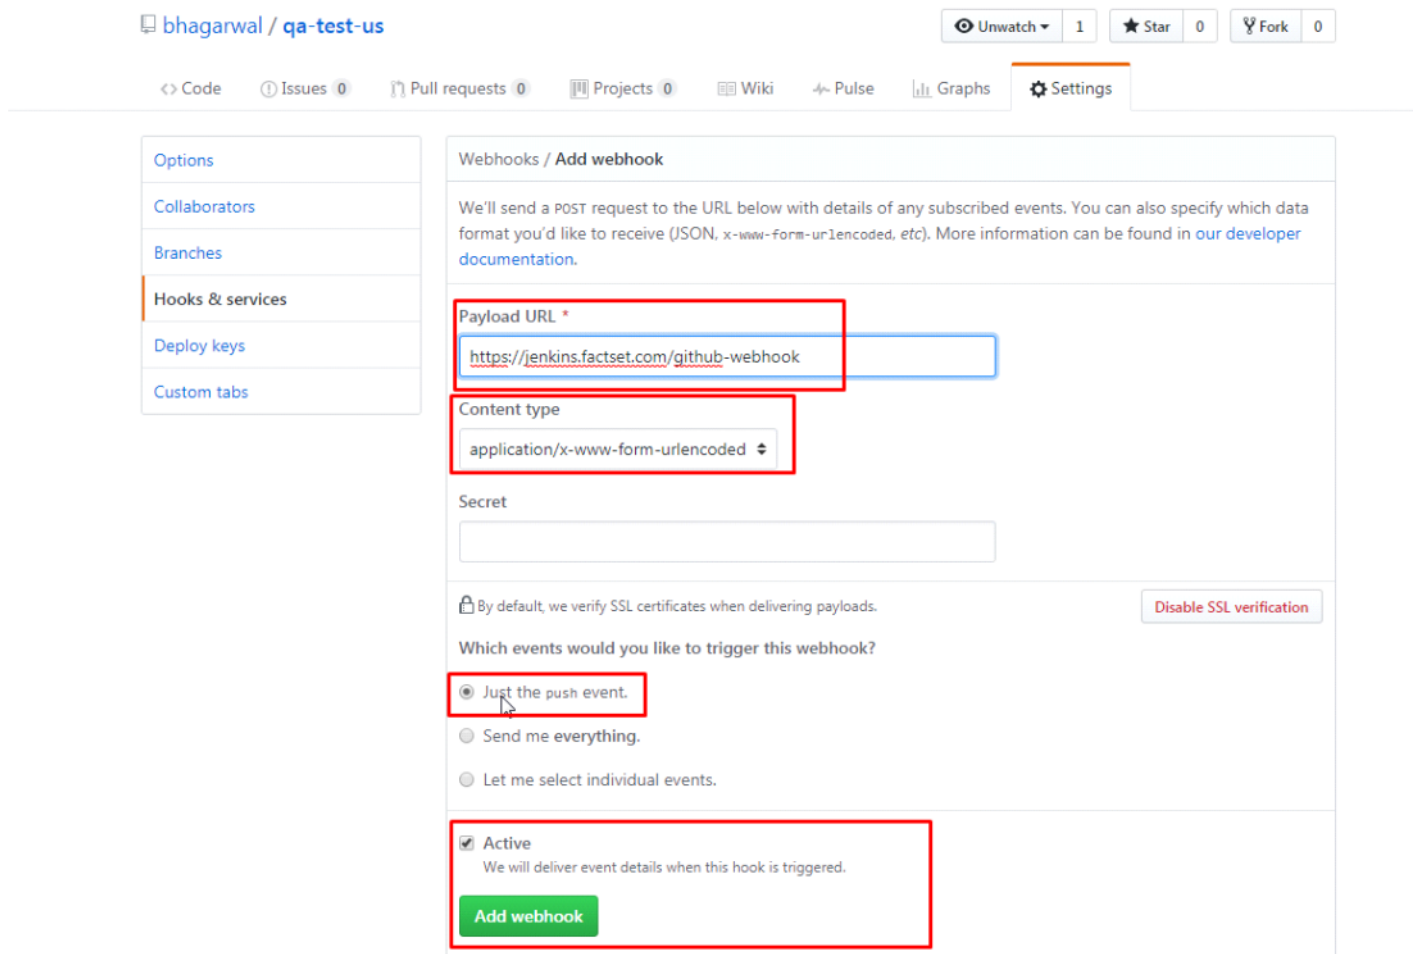 bhagarwal / qa-test-us
Unwatch 1 Star 0 Fork 0
Code Issues 0 Pull requests 0 Projects 0 Wiki Pulse Graphs Settings
Options
Collaborators
Branches
Hooks & services
Deploy keys
Custom tabs
Webhooks / Add webhook
We'll send a POST request to the URL below with details of any subscribed events. You can also specify which data
format you'd like to receive (JSON, x-www-form-urlencoded, etc). More information can be found in our developer
documentation.
Payload URL *
https://jenkins.factset.com/github-webhook
Content type
application/x-www-form-urlencoded
Secret
By default, we verify SSL certificates when delivering payloads.
Disable SSL verification
Which events would you like to trigger this webhook?
Just the push event.
Send me everything.
Let me select individual events.
Active
We will deliver event details when this hook is triggered.
Add webhook